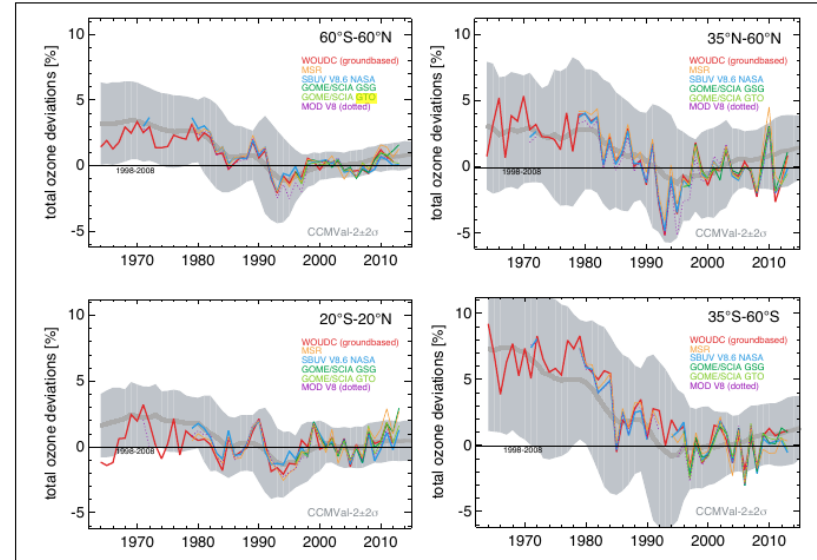 60°S-60°N
WOUDC (groundbased)
MSR
SBUV V8.6 NASA
GOME/SCIA GSG
GOME/SCIA GTO
MOD V8 (dotted)
total ozone deviations [%]
10
5
0
-5
1998-2008
CCMVal-2±2σ
1970 1980 1990 2000 2010
35°N-60°N
WOUDC (groundbased)
MSR
SBUV V8.6 NASA
GOME/SCIA GSG
GOME/SCIA GTO
MOD V8 (dotted)
total ozone deviations [%]
10
5
0
-5
1998-2008
CCMVal-2±2σ
1970 1980 1990 2000 2010
20°S-20°N
WOUDC (groundbased)
MSR
SBUV V8.6 NASA
GOME/SCIA GSG
GOME/SCIA GTO
MOD V8 (dotted)
total ozone deviations [%]
10
5
0
-5
1998-2008
CCMVal-2±2σ
1970 1980 1990 2000 2010
35°S-60°S
WOUDC (groundbased)
MSR
SBUV V8.6 NASA
GOME/SCIA GSG
GOME/SCIA GTO
MOD V8 (dotted)
total ozone deviations [%]
10
5
0
-5
1998-2008
CCMVal-2±2σ
1970 1980 1990 2000 2010